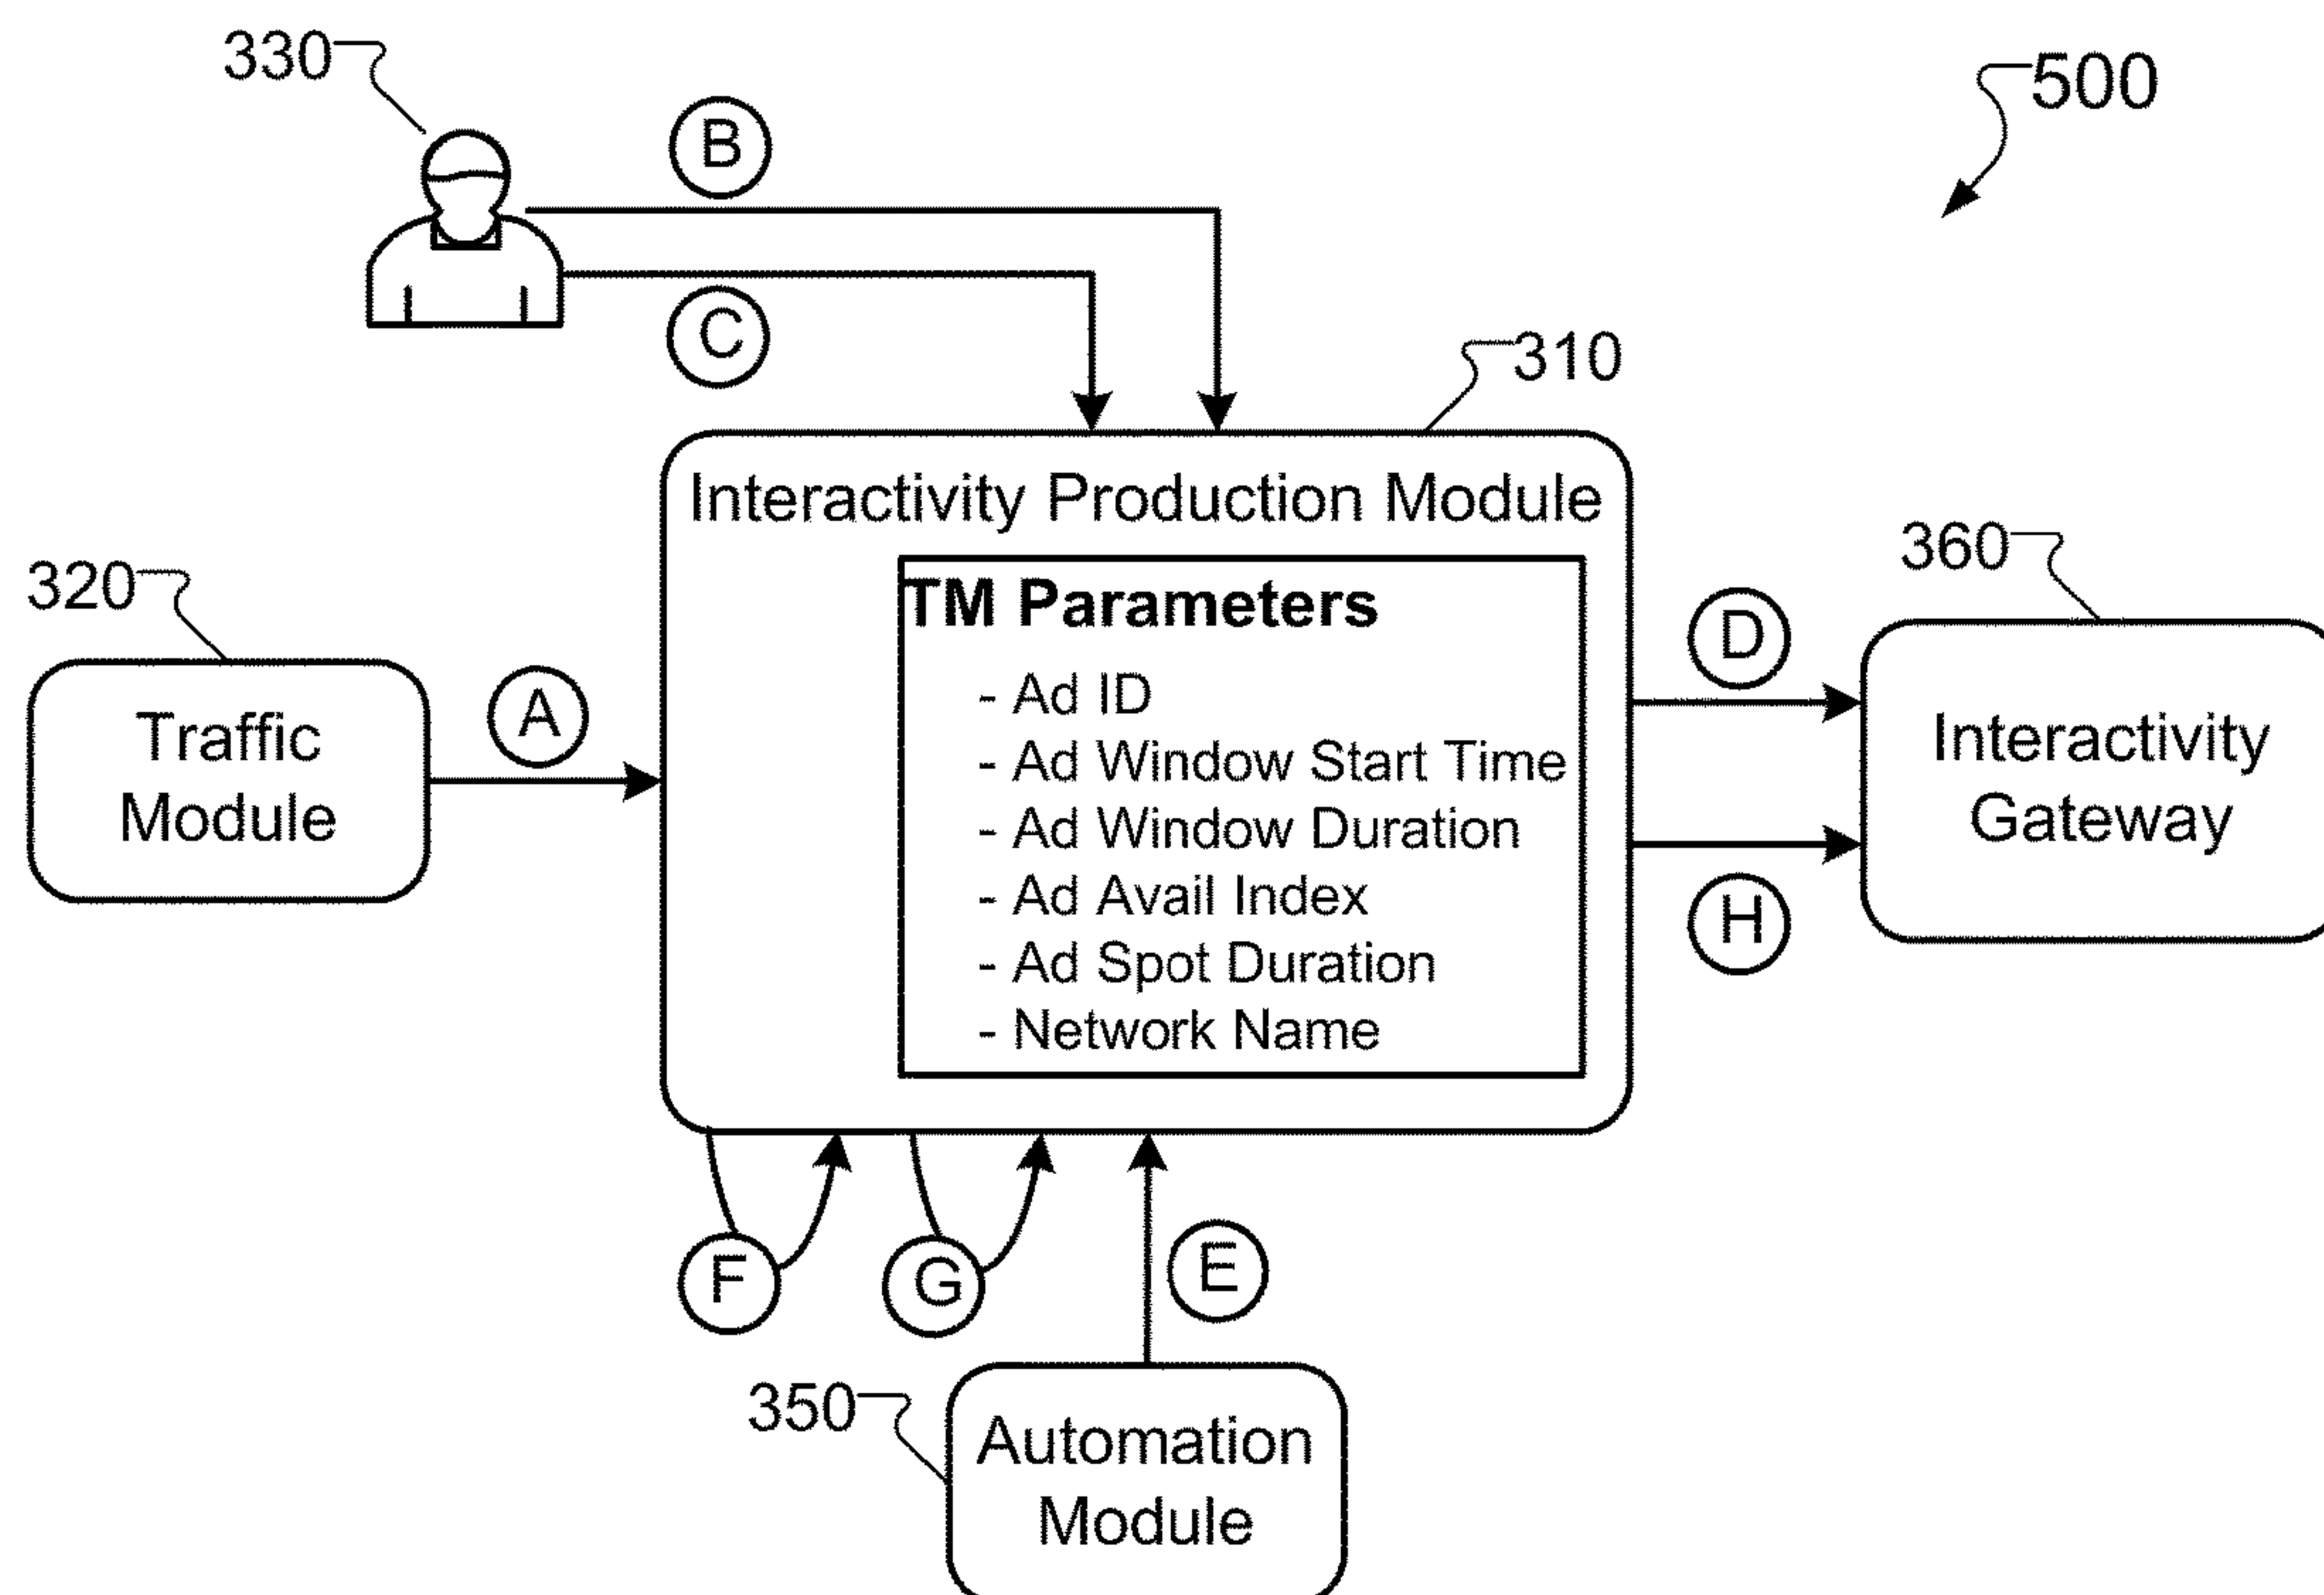 330
500
B
C
310
Interactivity Production Module
360
320
TM Parameters
D
- Ad ID
A
Traffic
Module
- Ad Window Start Time
Interactivity
Gateway
- Ad Window Duration
- Ad Avail Index
H
- Ad Spot Duration
- Network Name
F
G
E
350
Automation
Module